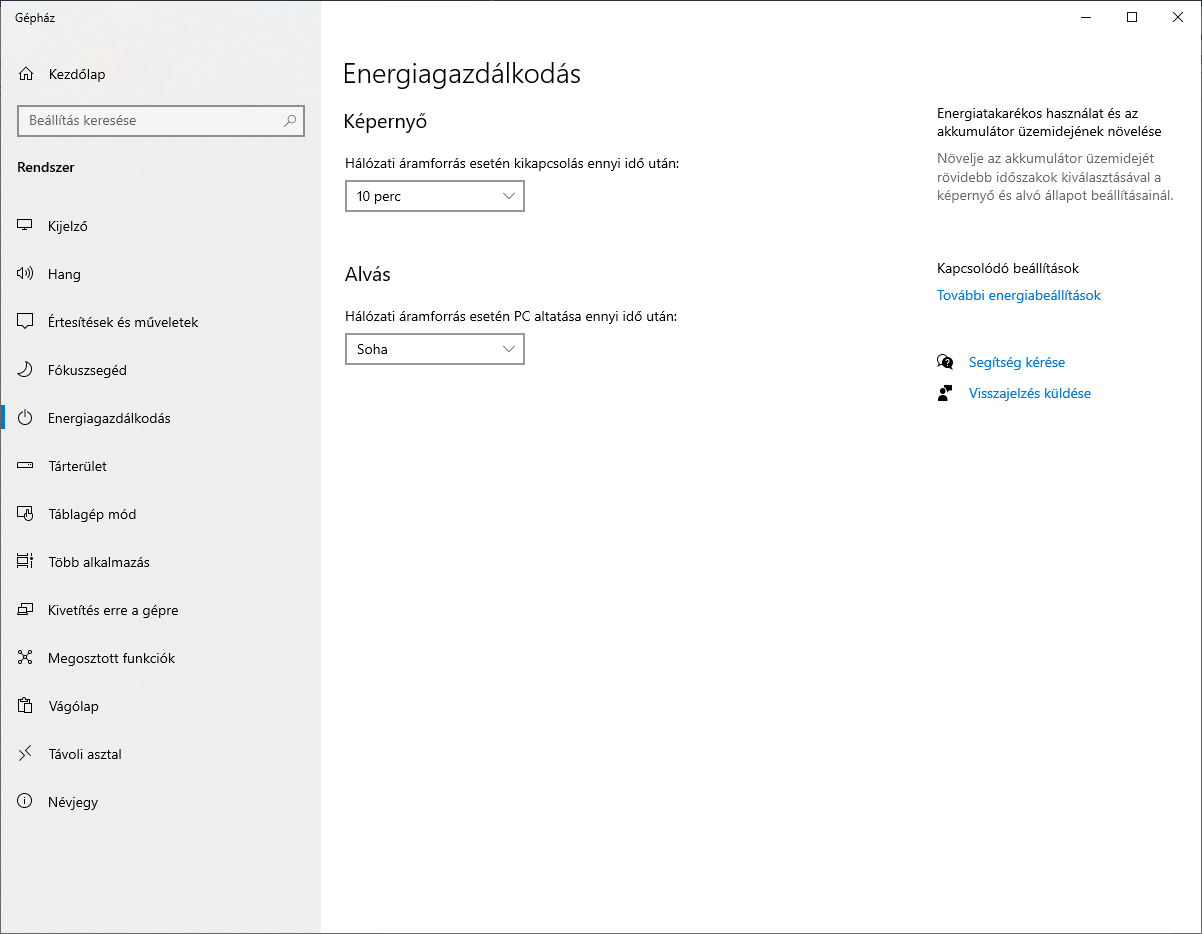 Gépház
Kezdőlap
Beállítás keresése
Rendszer
Kijelző
Hang
Értesítések és műveletek
Fókuszsegéd
Energiagazdálkodás
Tárterület
Táblagép mód
Több alkalmazás
Kivetítés erre a gépre
Megosztott funkciók
Vágólap
Távoli asztal
Névjegy
Energiagazdálkodás
Képernyő
Hálózati áramforrás esetén kikapcsolás ennyi idő után:
10 perc
Alvás
Hálózati áramforrás esetén PC altatása ennyi idő után:
Soha
Energiatakarékos használat és az
akkumulátor üzemidejének növelése
Növelje az akkumulátor üzemidejét
rövidebb időszakok kiválasztásával a
képernyő és alvó állapot beállításainál.
Kapcsolódó beállítások
További energiabeállítások
Segítség kérése
Visszajelzés küldése